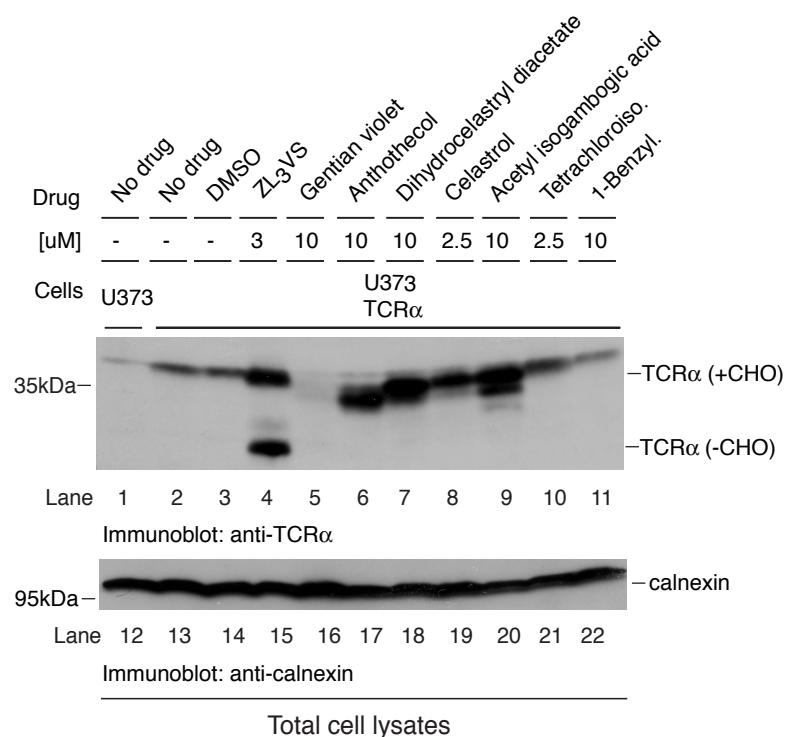 No drug No drug DMSO ZL3VS Gentian violet Anthothecol Dihydrocelastryl diacetate Celastrol Acetyl isogambogic acid Tetrachloroiso. 1-Benzyl.
Drug
[uM] - - - 3 10 10 10 2.5 10 2.5 10
Cells U373 U373
TCRα
35kDa
TCRα (+CHO)
TCRα (-CHO)
Lane 1 2 3 4 5 6 7 8 9 10 11
Immunoblot: anti-TCRα
95kDa
calnexin
Lane 12 13 14 15 16 17 18 19 20 21 22
Immunoblot: anti-calnexin
Total cell lysates